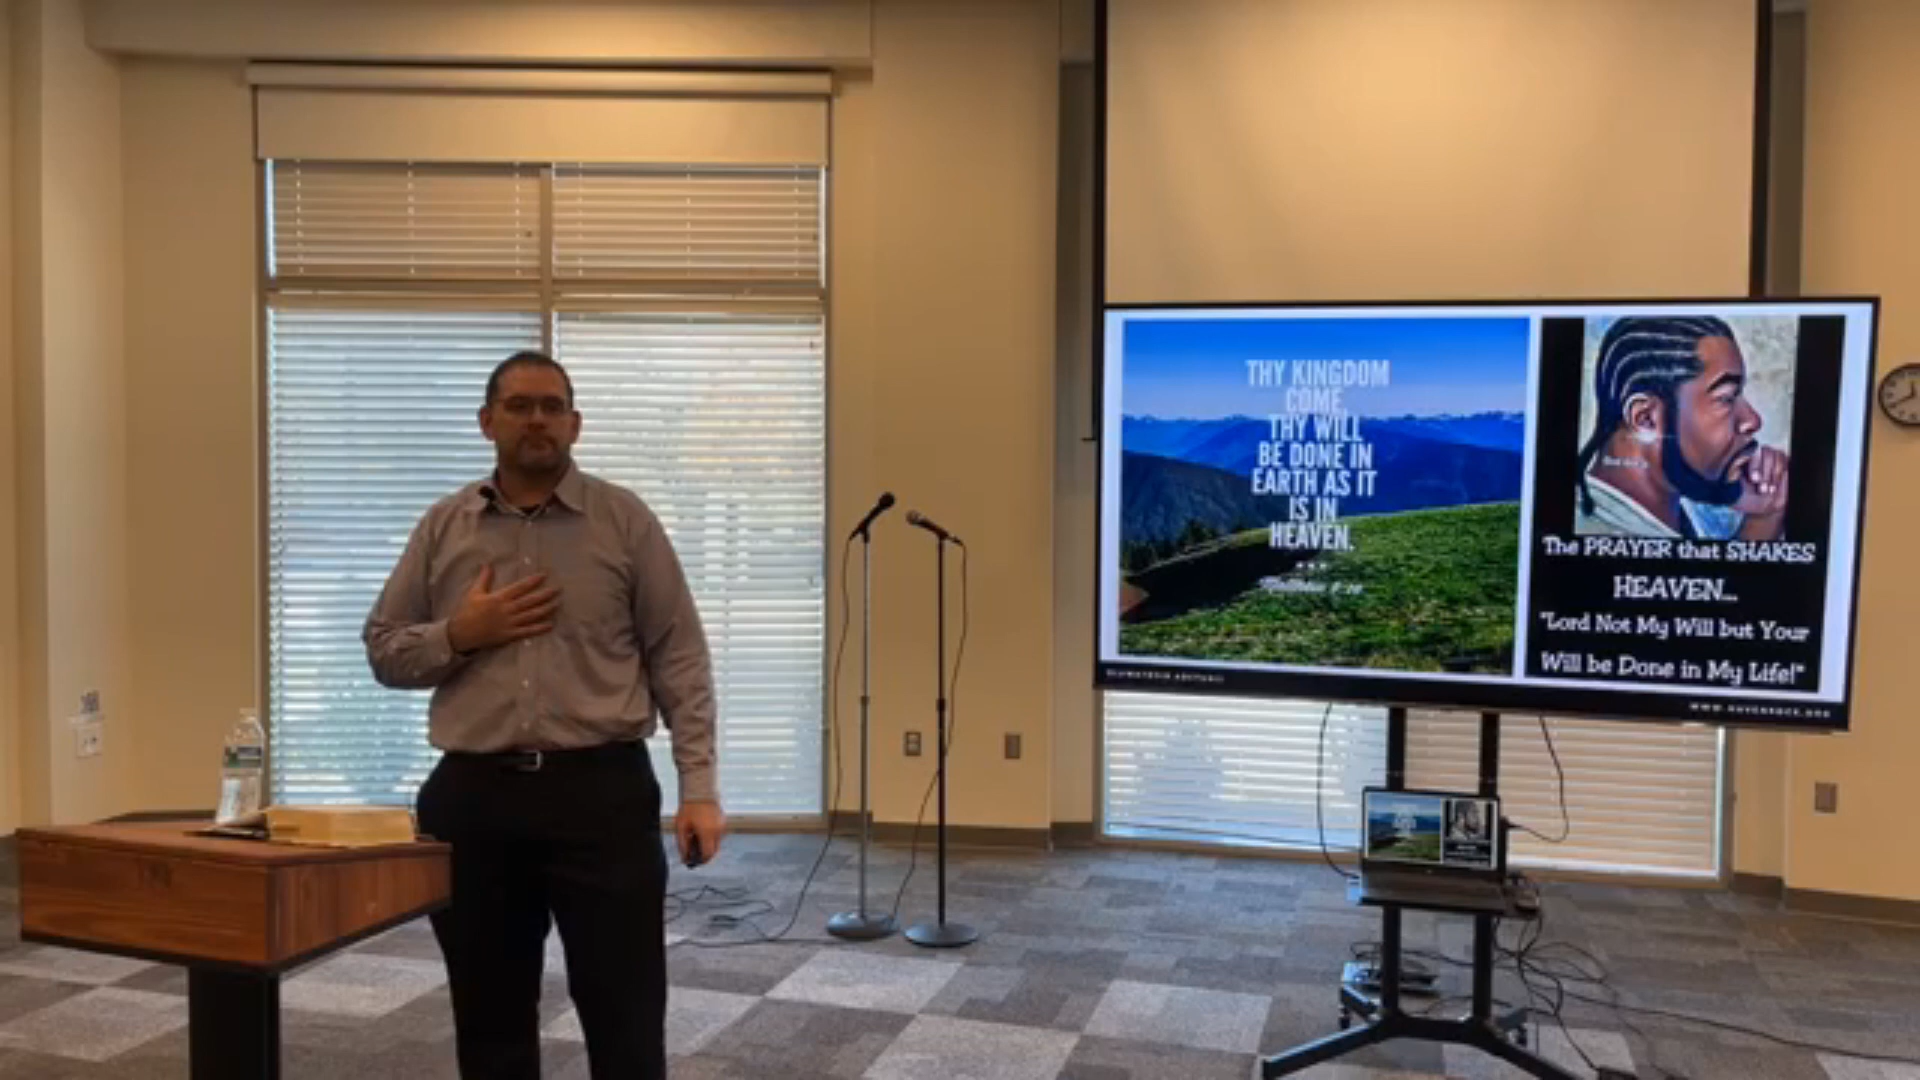 THY KINGDOM
COME,
THY WILL
BE DONE IN
EARTH AS IT
IS IN
HEAVEN.
The PRAYER that SHAKES
HEAVEN...
"Lord Not My Will but Your
Will be Done in My Life!"